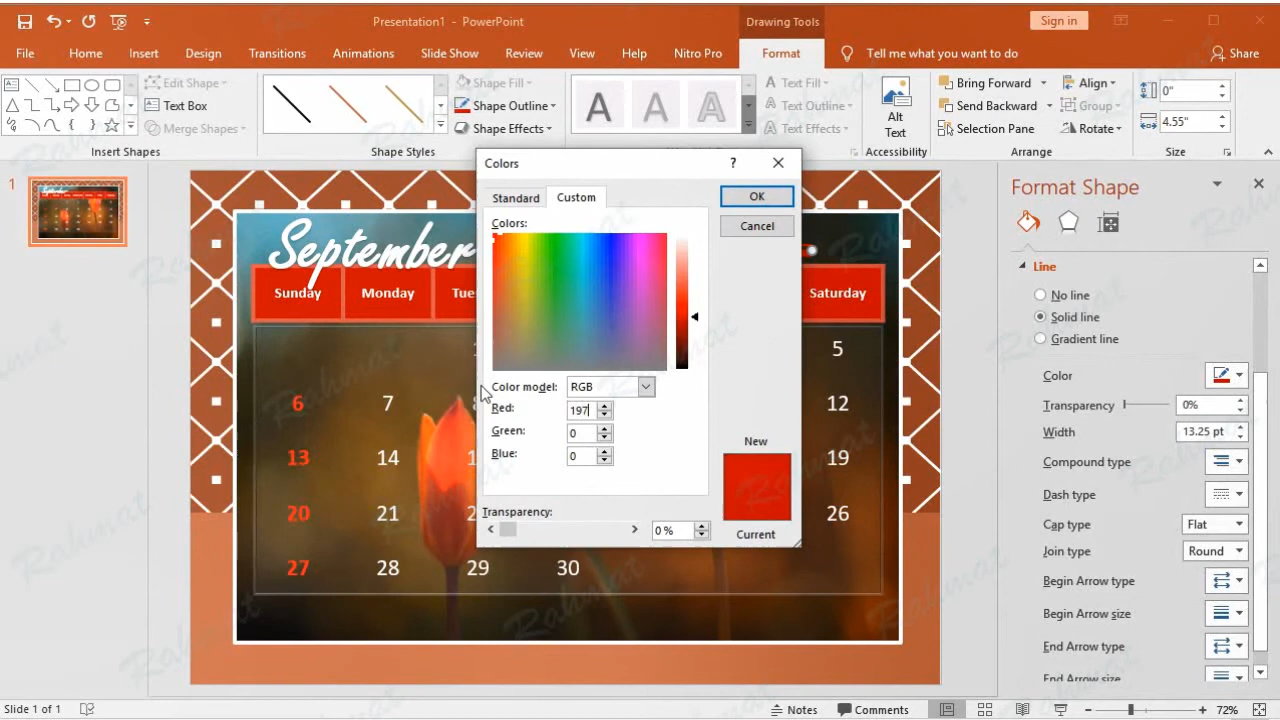 Presentation1 - PowerPoint
Drawing Tools
Sign in
File Home Insert Design Transitions Animations Slide Show Review View Help Nitro Pro Format Tell me what you want to do Share
Edit Shape
Text Box
Merge Shapes
Insert Shapes
Shape Fill
Shape Outline
Shape Effects
Shape Styles
A A A
Text Fill
Text Outline
Text Effects
Alt
Text
Accessibility
Bring Forward
Send Backward
Selection Pane
Align
Group
Rotate
Arrange
0"
4.55"
Size
1
September
Sunday Monday Tue Saturday
5
6 7 12
13 14 19
20 21 26
27 28 29 30
Colors
?
Standard Custom
OK
Cancel
Colors:
Color model: RGB
Red: 197
Green: 0
Blue: 0
New
Current
Transparency:
0 %
Format Shape
Line
No line
Solid line
Gradient line
Color
Transparency 0%
Width 13.25 pt
Compound type
Dash type
Cap type Flat
Join type Round
Begin Arrow type
Begin Arrow size
End Arrow type
End Arrow size
Slide 1 of 1
Notes Comments 72%
Rahmat